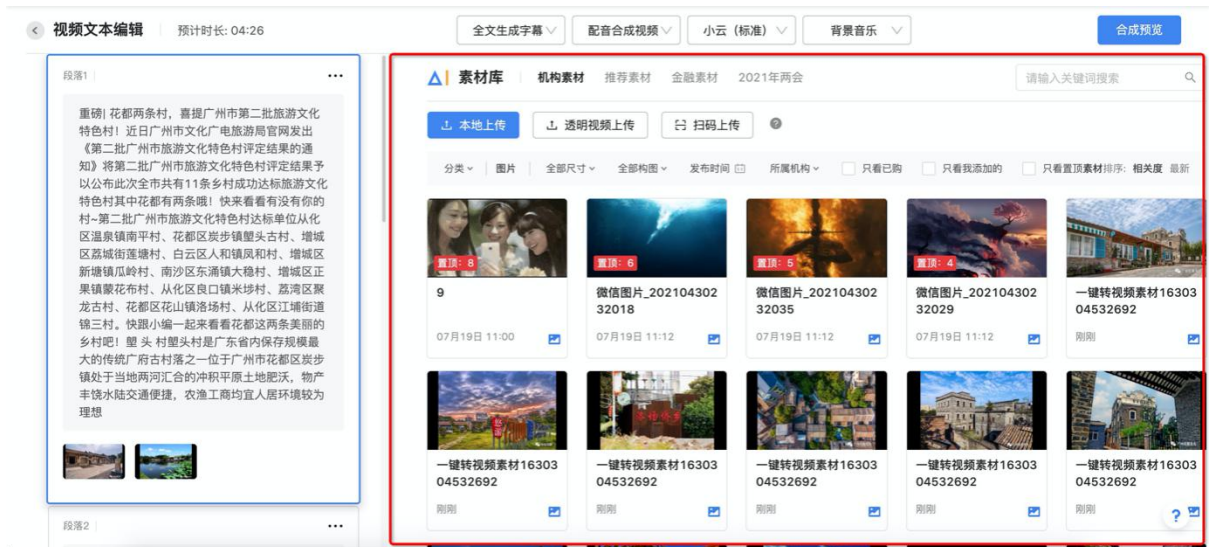 视频文本编辑 预计时长: 04:26
全文生成字幕 配音合成视频 小云（标准） 背景音乐 合成预览
段落1
重磅| 花都两条村，喜提广州市第二批旅游文化
特色村！近日广州市文化广电旅游局官网发出
《第二批广州市旅游文化特色村评定结果的通
知》将第二批广州市旅游文化特色村评定结果予
以公布此次全市共有11条乡村成功达标旅游文化
特色村其中花都有两条哦！快来看看有没有你的
村~第二批广州市旅游文化特色村达标单位从化
区温泉镇南平村、花都区炭步镇塱头古村、增城
区荔城街莲塘村、白云区人和镇凤和村、增城区
新塘镇瓜岭村、南沙区东涌镇大稳村、增城区正
果镇蒙花布村、从化区良口镇米埗村、荔湾区聚
龙古村、花都区花山镇洛场村、从化区江埔街道
锦三村。快跟小编一起来看看花都这两条美丽的
乡村吧！塱 头 村塱头村是广东省内保存规模最
大的传统广府古村落之一位于广州市花都区炭步
镇处于当地两河汇合的冲积平原土地肥沃，物产
丰饶水陆交通便捷，农渔工商均宜人居环境较为
理想
段落2
素材库 机构素材 推荐素材 金融素材 2021年两会 请输入关键词搜索
本地上传 透明视频上传 扫码上传
分类 图片 全部尺寸 全部构图 发布时间 所属机构 只看已购 只看我添加的 只看置顶素材排序: 相关度 最新
置顶: 8 置顶: 6 置顶: 5 置顶: 4
9 微信图片_202104302 微信图片_202104302 微信图片_202104302 一键转视频素材16303
32018 32035 32029 04532692
07月19日 11:00 07月19日 11:12 07月19日 11:12 07月19日 11:12 刚刚
一键转视频素材16303 一键转视频素材16303 一键转视频素材16303 一键转视频素材16303 一键转视频素材16303
04532692 04532692 04532692 04532692 04532692
刚刚 刚刚 刚刚 刚刚 刚刚
?